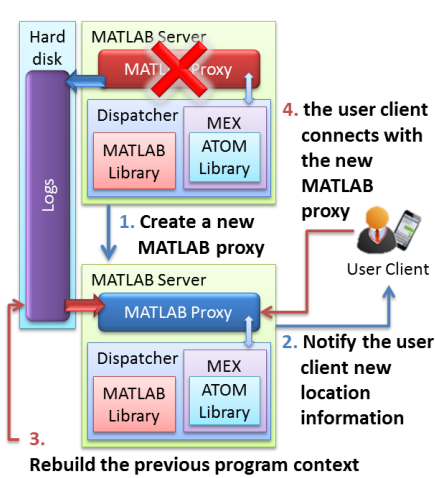 Hard
disk
Logs
MATLAB Server
MATLAB Proxy
Dispatcher
MATLAB
Library
MEX
ATOM
Library
1. Create a new
MATLAB proxy
4. the user client
connects with
the new
MATLAB
proxy
User Client
MATLAB Server
MATLAB Proxy
Dispatcher
MATLAB
Library
MEX
ATOM
Library
2. Notify the user
client new
location
information
3.
Rebuild the previous program context